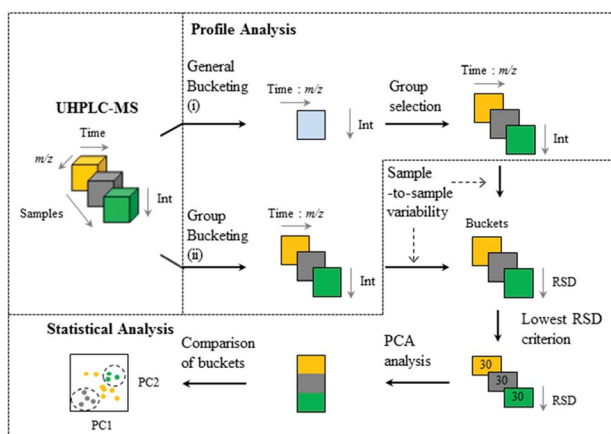 Profile Analysis
UHPLC-MS
Time
m/z
Int
Samples
General
Bucketing
(i)
Time : m/z
Int
Group
selection
Time : m/z
Int
Group
Bucketing
(ii)
Time : m/z
Int
Sample
-to-sample
variability
Buckets
RSD
Lowest RSD
criterion
30
30
30
RSD
PCA
analysis
Comparison
of buckets
Statistical Analysis
PC2
PC1